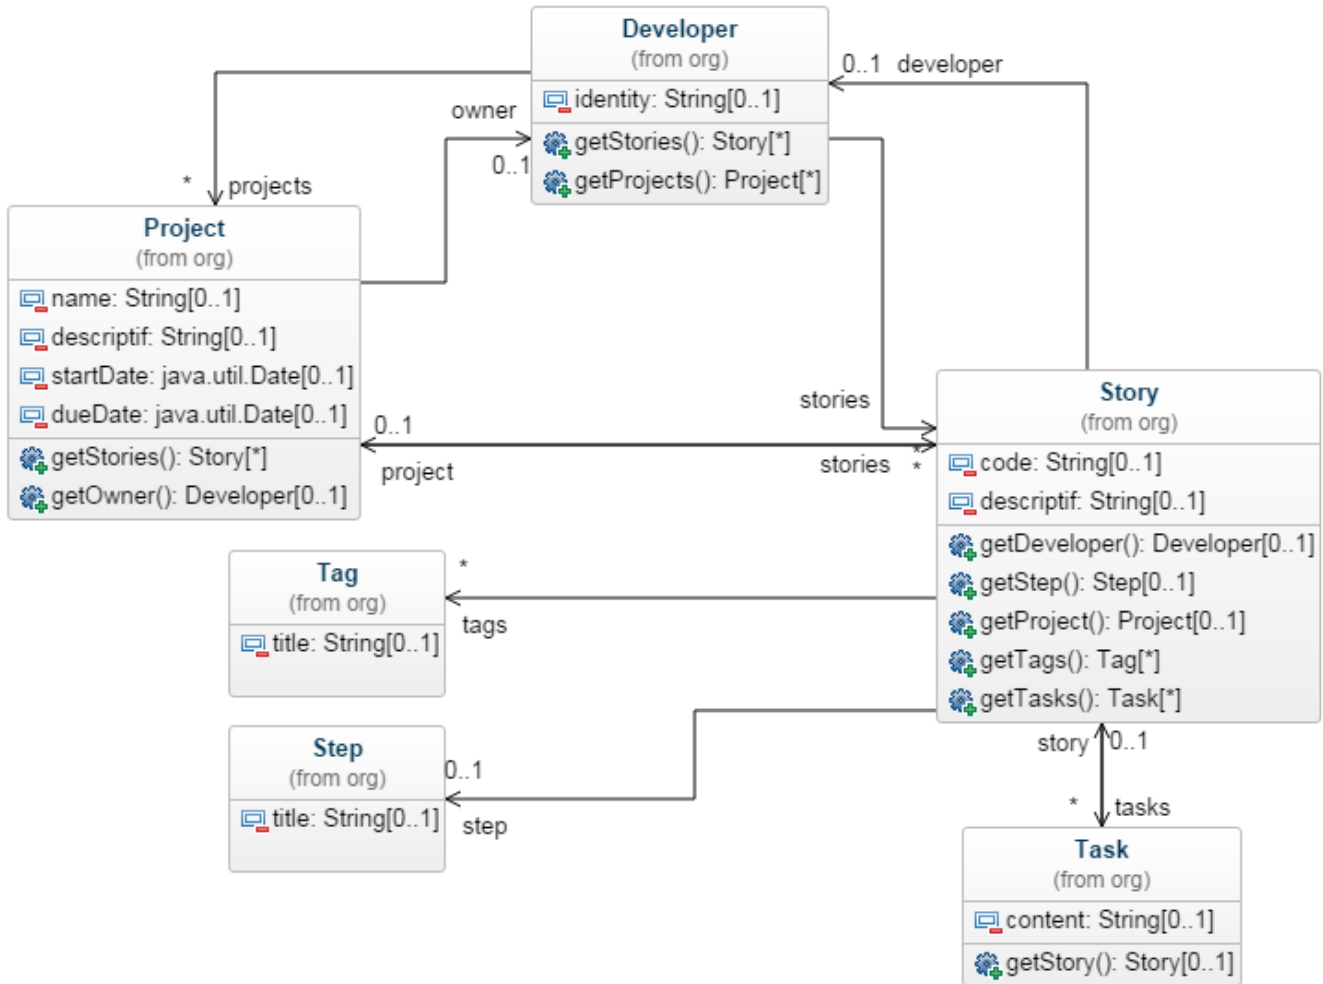 Developer
(from org)
identity: String[0..1]
getStories(): Story[*]
getProjects(): Project[*]
0..1 developer
owner
0..1
* projects
Project
(from org)
name: String[0..1]
descriptif: String[0..1]
startDate: java.util.Date[0..1]
dueDate: java.util.Date[0..1]
getStories(): Story[*]
getOwner(): Developer[0..1]
0..1
project
stories
*
stories
*
Story
(from org)
code: String[0..1]
descriptif: String[0..1]
getDeveloper(): Developer[0..1]
getStep(): Step[0..1]
getProject(): Project[0..1]
getTags(): Tag[*]
getTasks(): Task[*]
Tag
(from org)
title: String[0..1]
*
tags
Step
(from org)
title: String[0..1]
0..1
step
story 0..1
* tasks
Task
(from org)
content: String[0..1]
getStory(): Story[0..1]